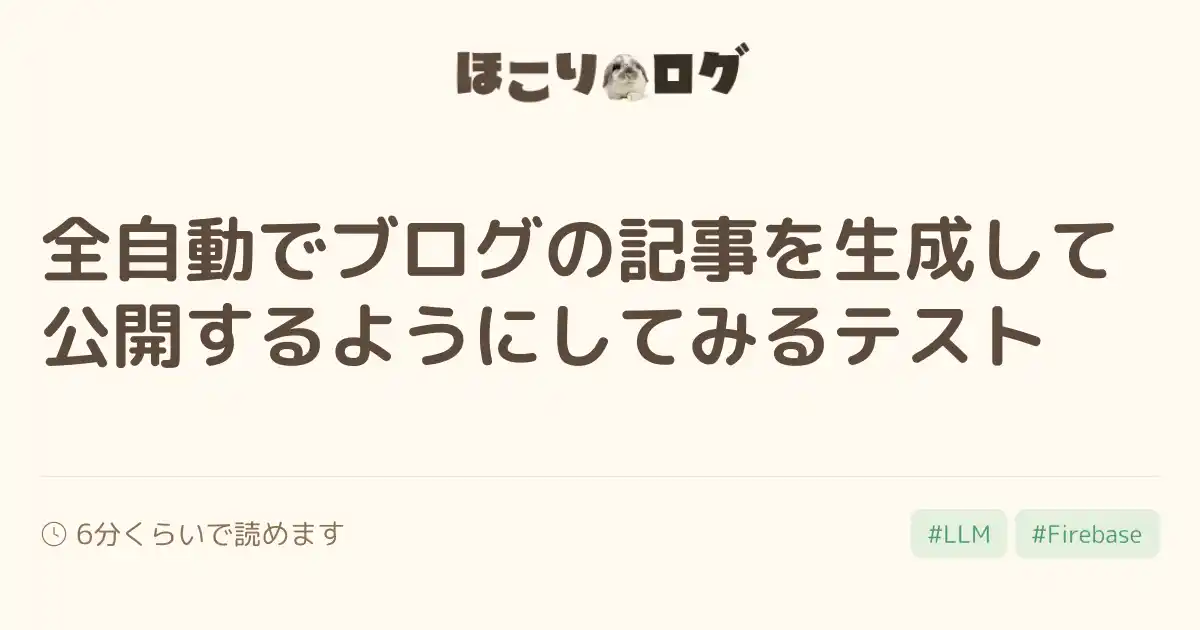 ほこりログ
全自動でブログの記事を生成して
公開するようにしてみるテスト
6分くらいで読めます
#LLM #Firebase